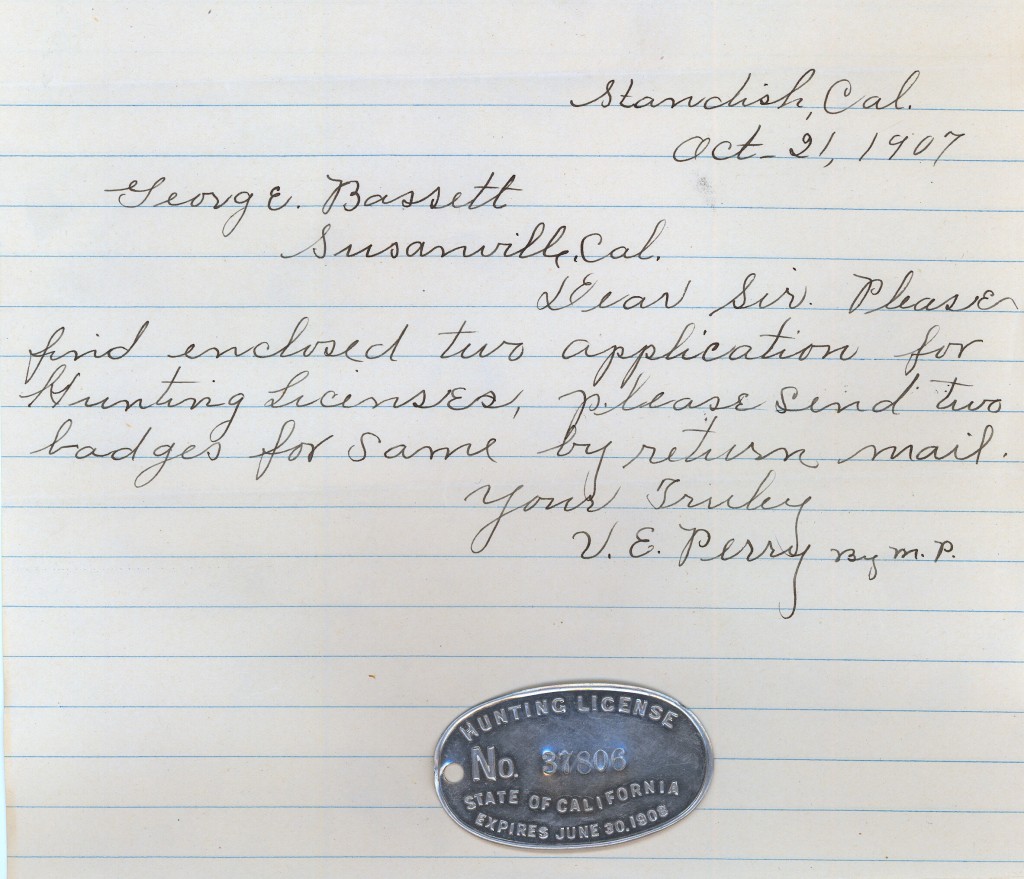 Standish, Cal.
Oct. 21, 1907
George. Bassett
Susanville, Cal.
Dear Sir. Please
find enclosed two application for
Hunting Licenses, please send two
badges for same by return mail.
Your Truley
V. E. Perry By M. P.
HUNTING LICENSE
No. 37806
STATE OF CALIFORNIA
EXPIRES JUNE 30, 1908